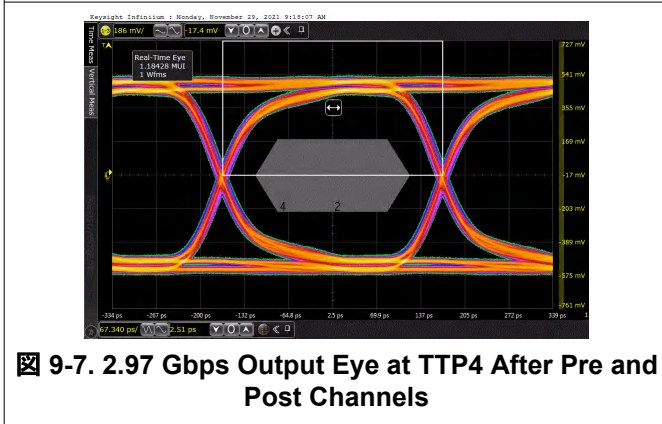 Keysight Infiniium : Monday, November 29, 2021 9:18:07 AM
186 mV/ -17.4 mV
Time Meas
Vertical Meas
Real-Time Eye
1.18428 MUI
1 Wfms
727 mV
541 mV
355 mV
169 mV
-17 mV
-203 mV
-389 mV
-575 mV
-761 mV
4 2
-334 ps -267 ps -132 ps -64.8 ps 2.5 ps 69.9 ps 137 ps 205 ps 272 ps 339 ps 1
67.340 ps/ 2.51 ps
図 9-7. 2.97 Gbps Output Eye at TTP4 After Pre and
Post Channels